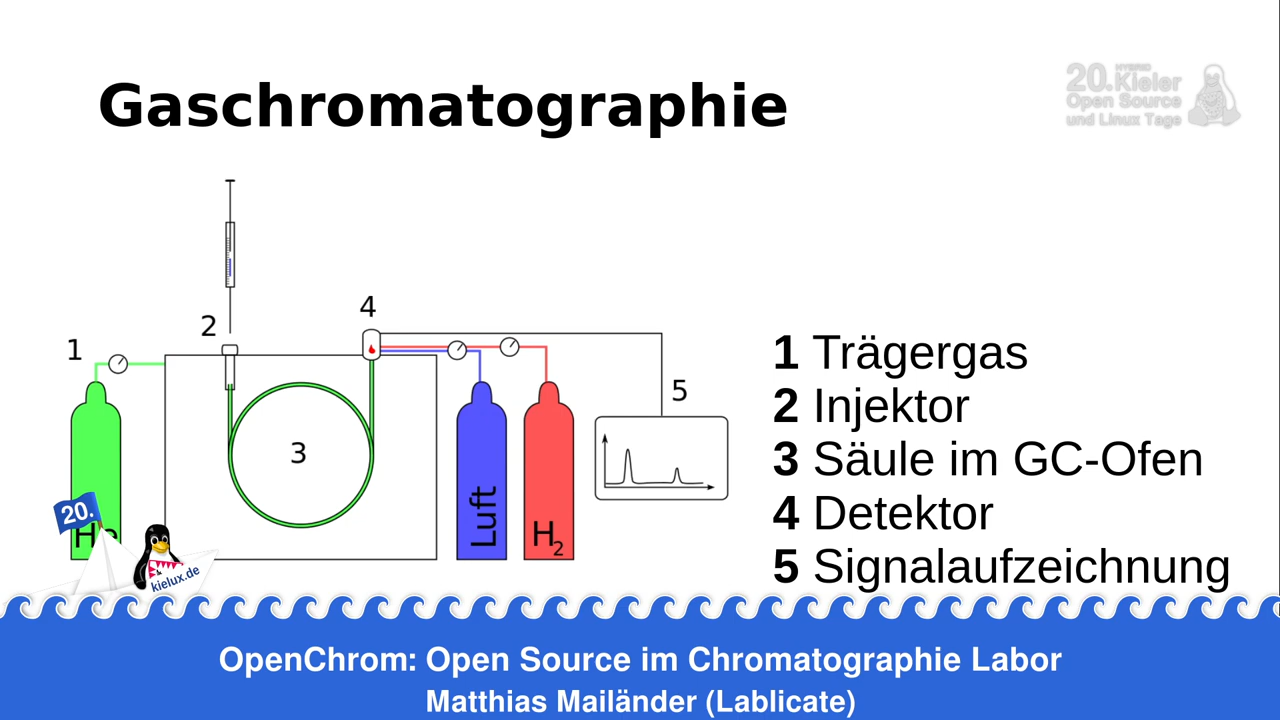 Gaschromatographie
HYBRID
20. Kieler
Open Source
und Linux Tage
4
2
1
5
3
Luft
H2
20.
kielux.de
1 Trägergas
2 Injektor
3 Säule im GC-Ofen
4 Detektor
5 Signalaufzeichnung
OpenChrom: Open Source im Chromatographie Labor
Matthias Mailänder (Lablicate)